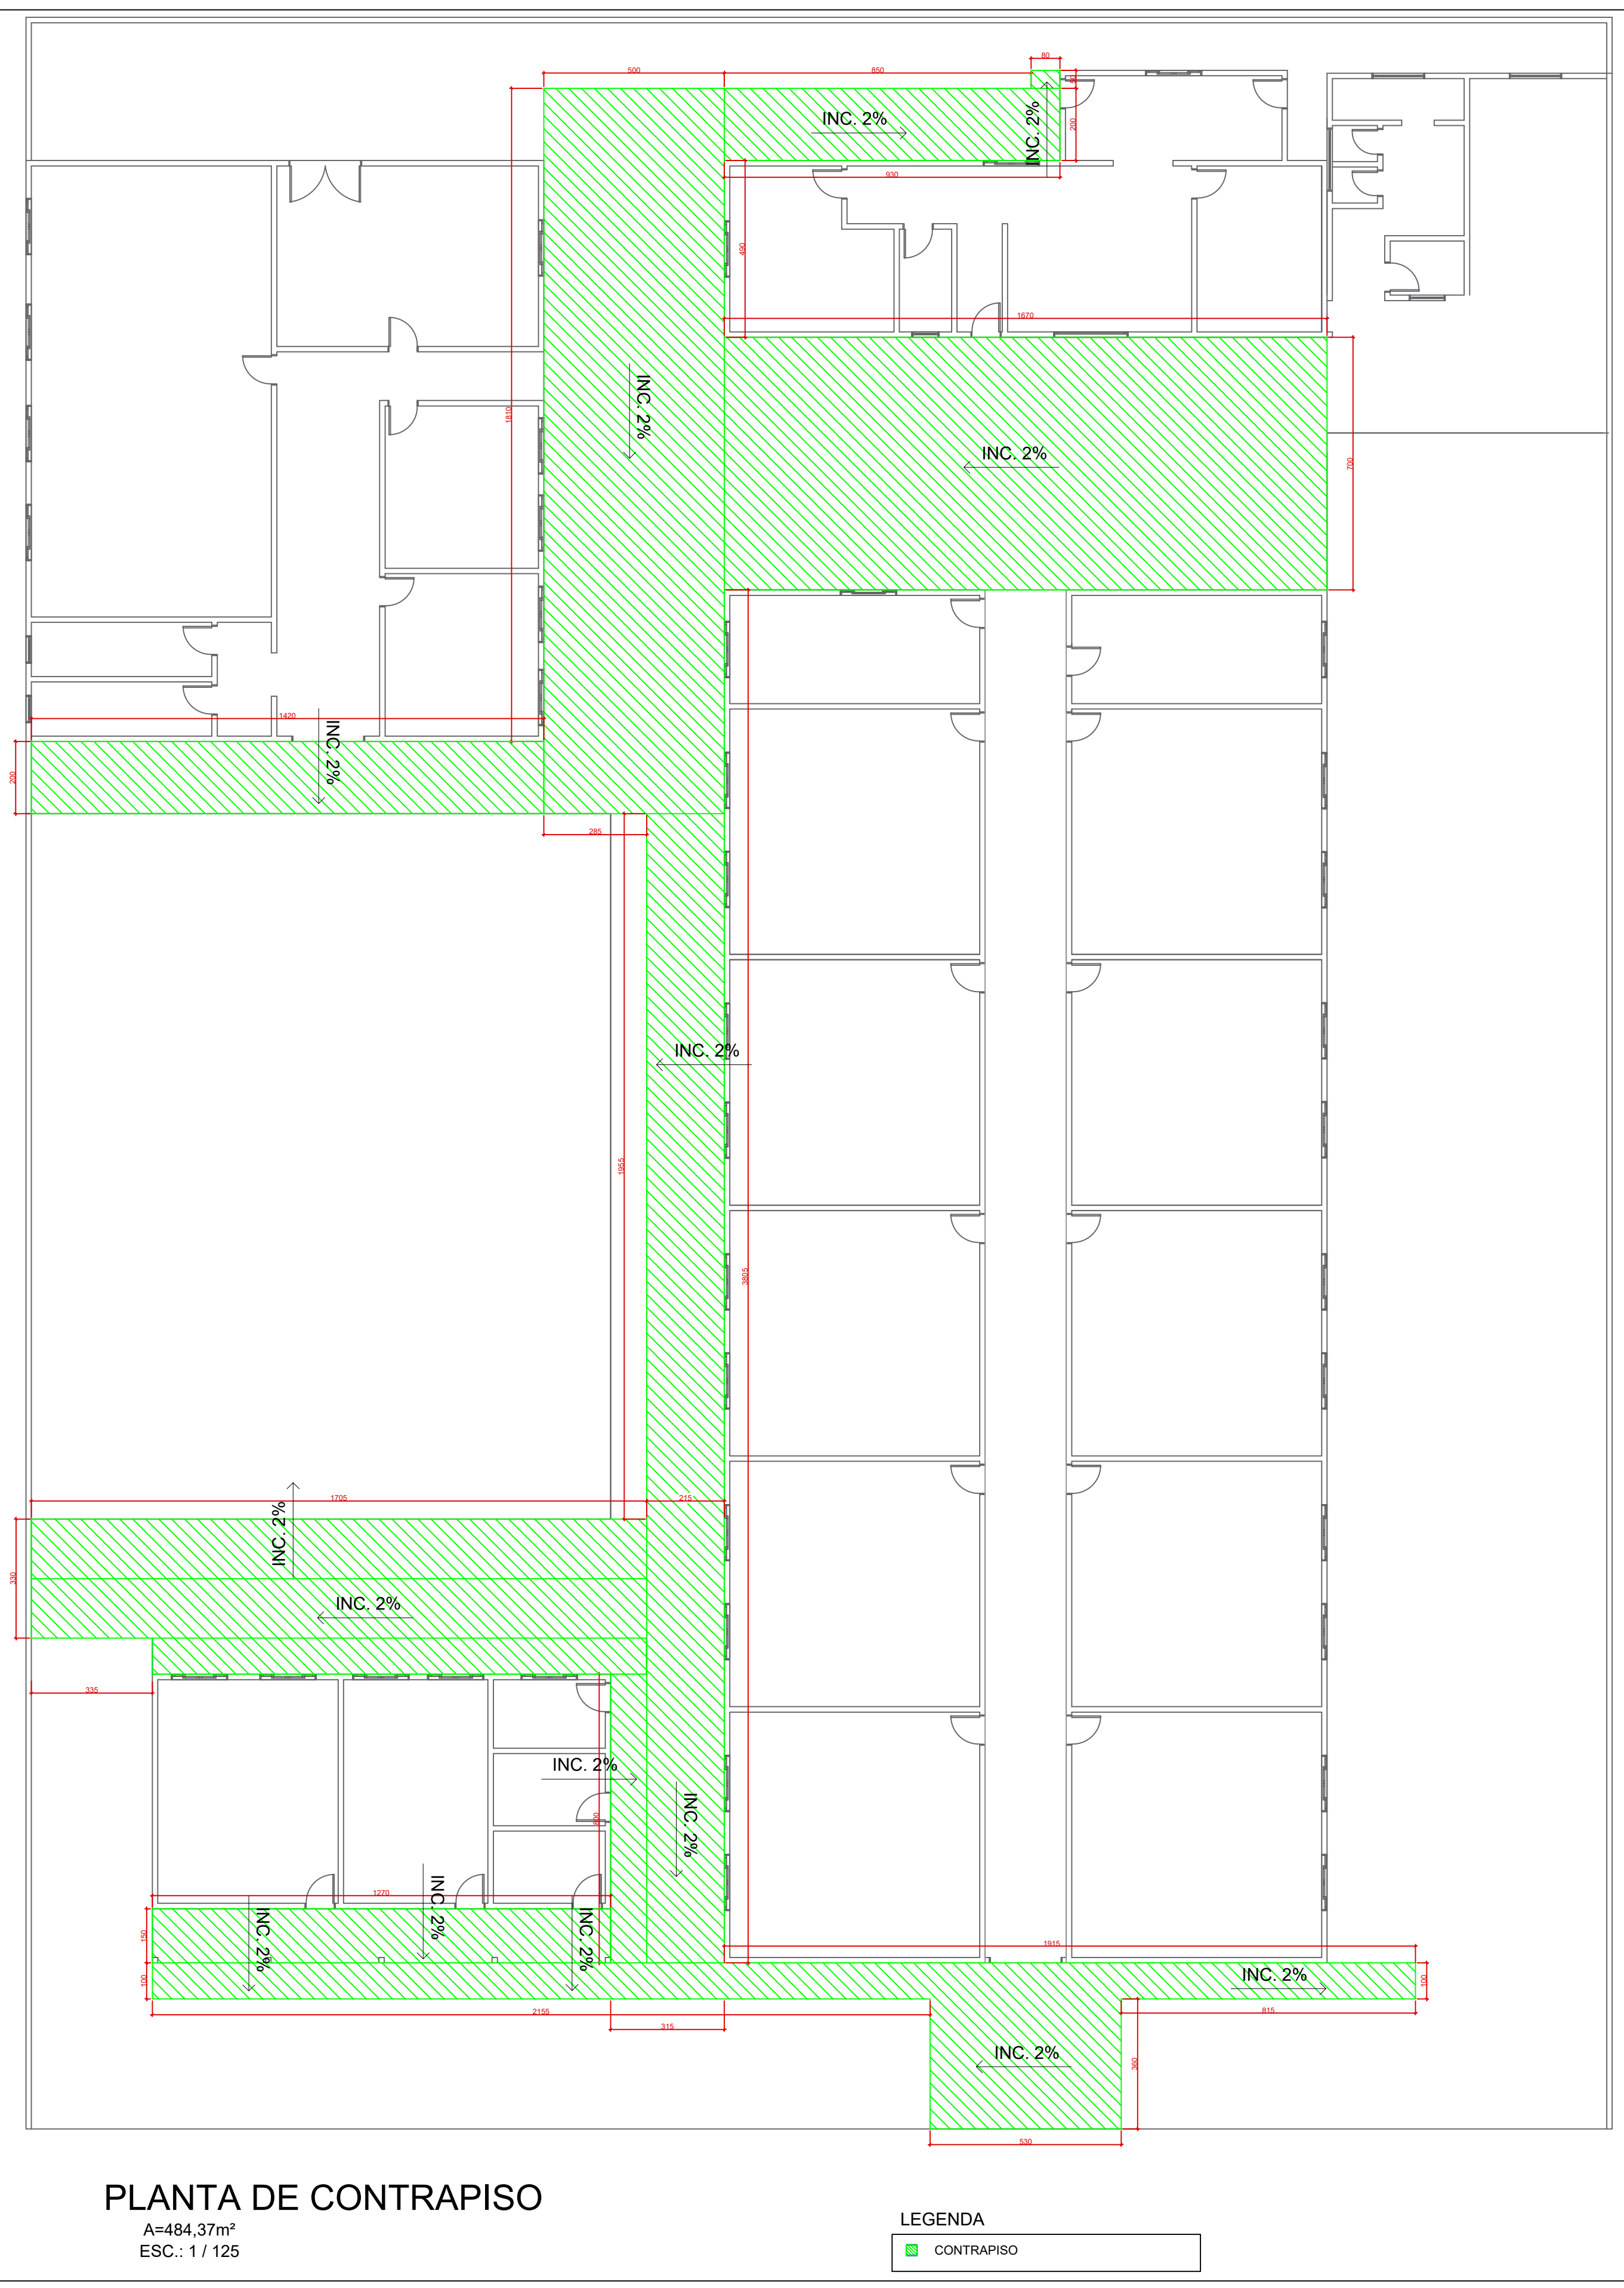 80
500
850
50
INC. 2%
INC. 2%
200
930
490
1670
1810
INC. 2%
INC. 2%
700
1420
INC. 2%
200
285
INC. 2%
1955
3805
1705
215
INC. 2%
330
INC. 2%
335
INC. 2%
800
INC. 2%
1270
INC. 2%
INC. 2%
INC. 2%
150
1915
100
INC. 2%
100
2155
315
815
INC. 2%
360
530
PLANTA DE CONTRAPISO
A=484,37m²
ESC.: 1 / 125
LEGENDA
CONTRAPISO